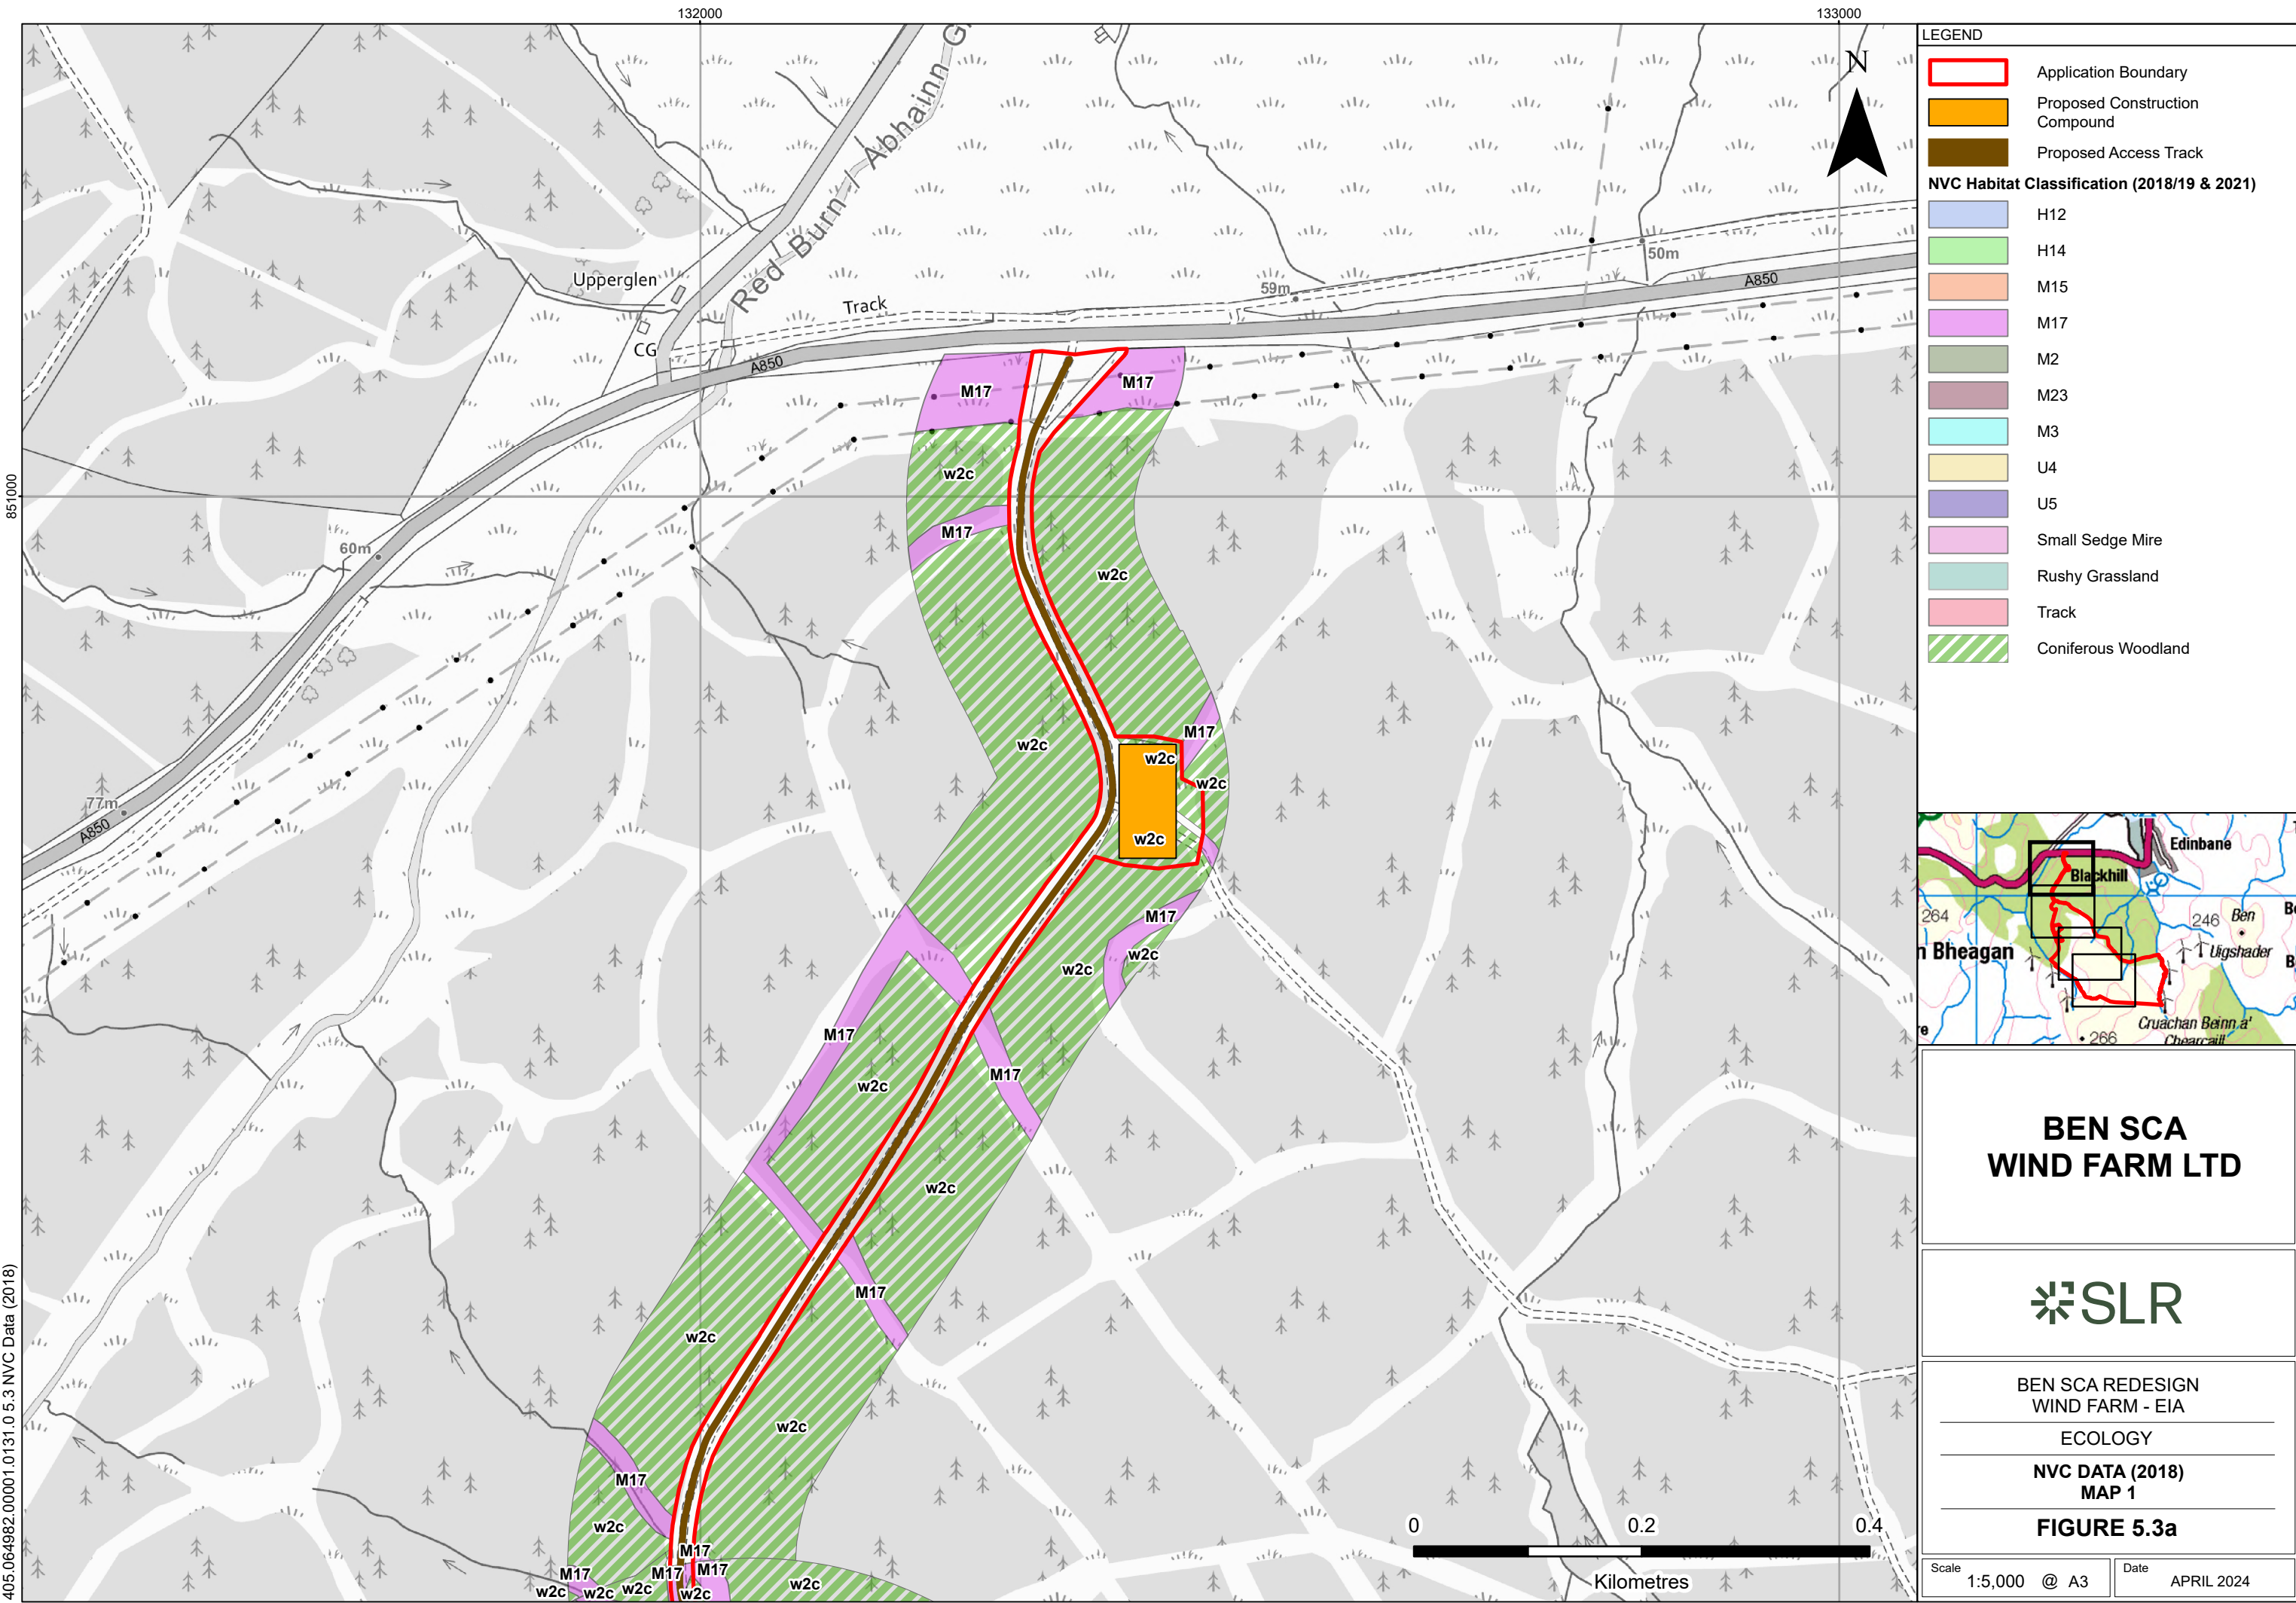 132000
133000
851000
405.064982.00001.0131.0 5.3 NVC Data (2018)
Red Burn / Abhainn G
Upperglen
CG
Track
A850
59m
50m
A850
60m
77m
A850
N
M17
M17
w2c
M17
w2c
w2c
M17
w2c
w2c
w2c
M17
w2c
w2c
M17
w2c
M17
w2c
M17
w2c
w2c
M17
w2c
M17
M17
M17
M17
w2c
w2c
w2c
w2c
w2c
0 0.2 0.4
Kilometres
LEGEND
Application Boundary
Proposed Construction
Compound
Proposed Access Track
NVC Habitat Classification (2018/19 & 2021)
H12
H14
M15
M17
M2
M23
M3
U4
U5
Small Sedge Mire
Rushy Grassland
Track
Coniferous Woodland
Edinbane
Blackhill
264
246
Ben
n Bheagan
Uigshader
Cruachan Beinn a'
Chearcaill
266
re
BEN SCA
WIND FARM LTD
SLR
BEN SCA REDESIGN
WIND FARM - EIA
ECOLOGY
NVC DATA (2018)
MAP 1
FIGURE 5.3a
Scale
1:5,000 @ A3
Date
APRIL 2024